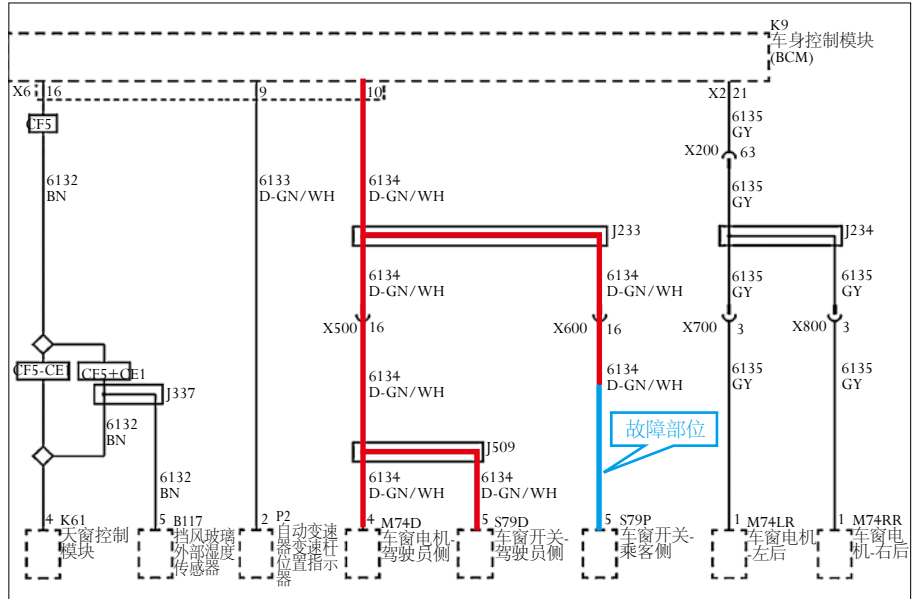 K9
车身控制模块
(BCM)
X6 16
9
10
X2 21
CF5
6135
GY
X200 63
6132
BN
6133
D-GN/WH
6134
D-GN/WH
6135
GY
J233
J234
6134
D-GN/WH
6134
D-GN/WH
6135
GY
6135
GY
X500 16
X600 16
X700 3
X800 3
CF5-CE1
CF5+CE1
J337
6134
D-GN/WH
6134
D-GN/WH
6135
GY
6135
GY
6132
BN
故障部位
J509
6132
BN
6134
D-GN/WH
6134
D-GN/WH
4 K61
天窗控制
模块
5 B117
挡风玻璃
外部湿度
传感器
2 P2
自动变速
器变速杆
位置指示
器
4 M74D
车窗电机-
驾驶员侧
5 S79D
车窗开关-
驾驶员侧
5 S79P
车窗开关-
乘客侧
1 M74LR
车窗电机-
左后
1 M74RR
车窗电
机-右后